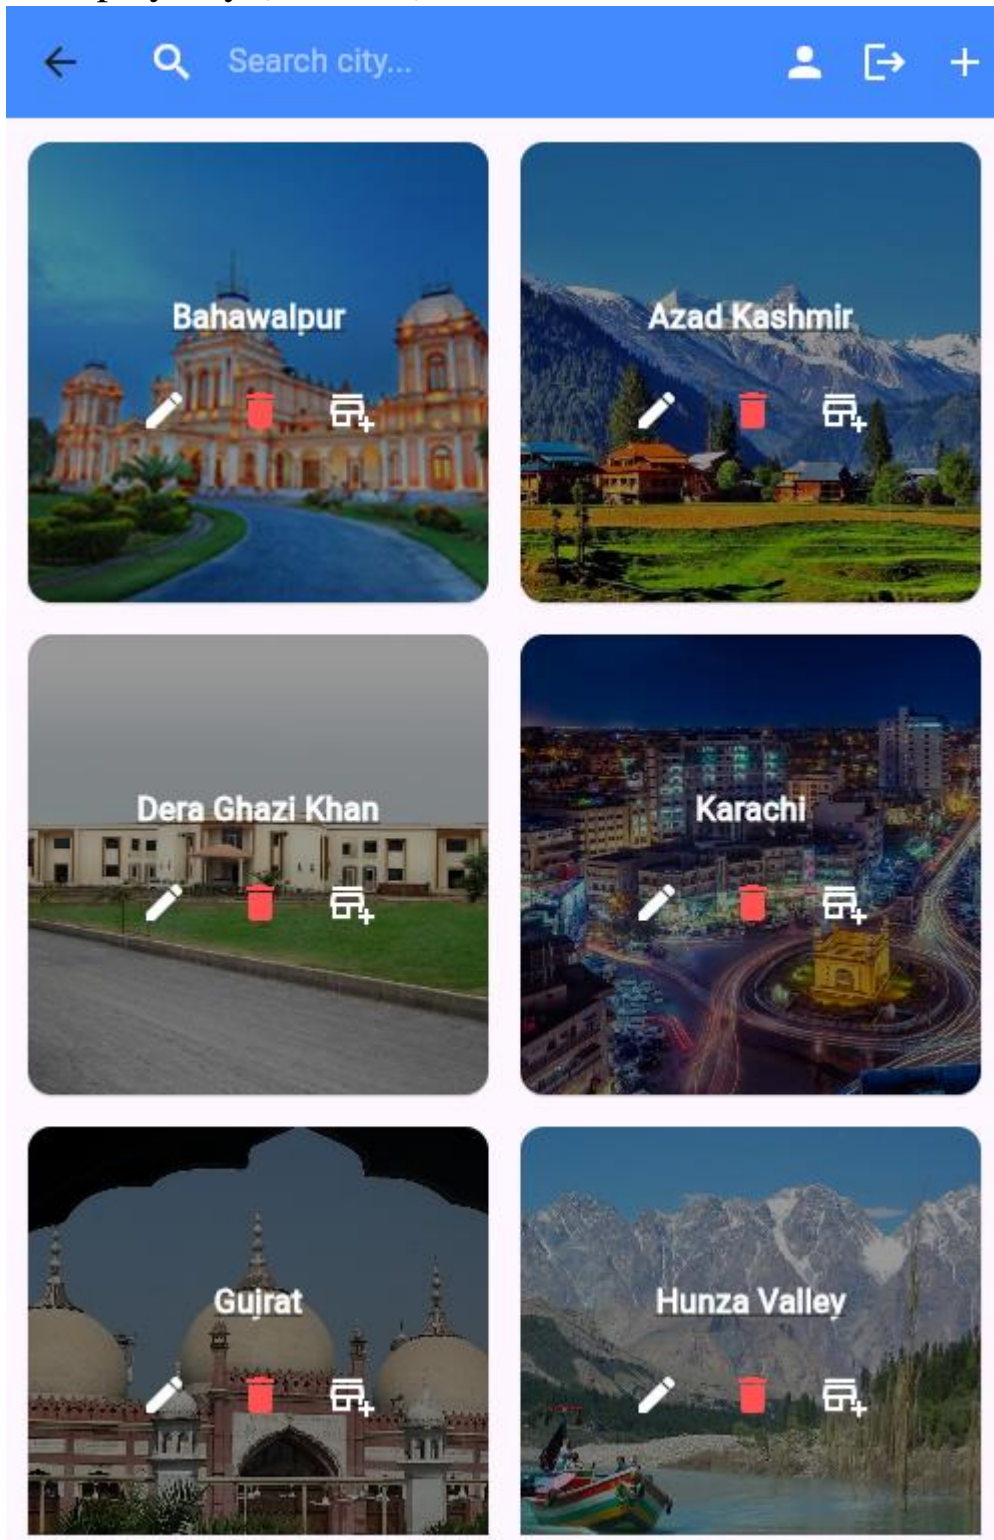 Search city...
Bahawalpur
Azad Kashmir
Dera Ghazi Khan
Karachi
Gujrat
Hunza Valley